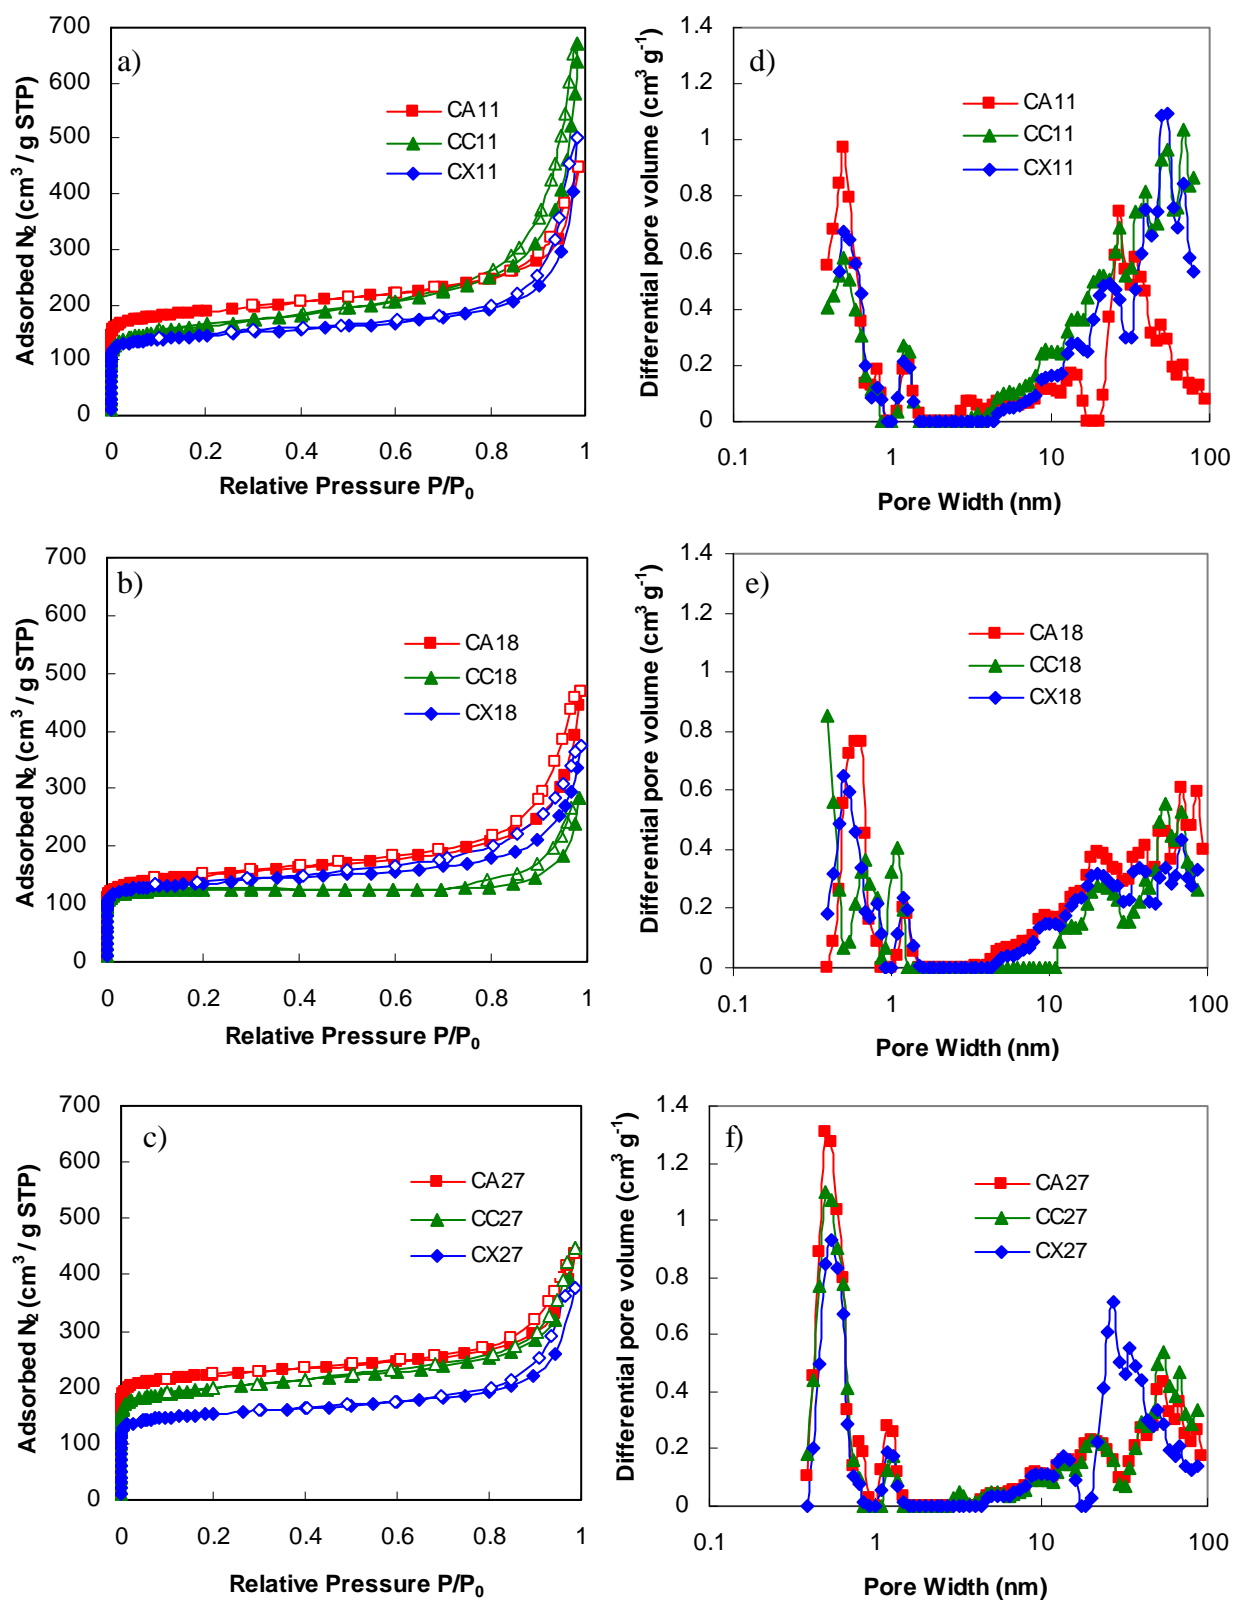 a)
Adsorbed N2 (cm3 / g STP)
700
600
500
400
300
200
100
0
CA11
CC11
CX11
0 0.2 0.4 0.6 0.8 1
Relative Pressure P/P0
d)
Differential pore volume (cm3 g-1)
1.4
1.2
1
0.8
0.6
0.4
0.2
0
CA11
CC11
CX11
0.1 1 10 100
Pore Width (nm)
b)
Adsorbed N2 (cm3 / g STP)
700
600
500
400
300
200
100
0
CA18
CC18
CX18
0 0.2 0.4 0.6 0.8 1
Relative Pressure P/P0
e)
Differential pore volume (cm3 g-1)
1.4
1.2
1
0.8
0.6
0.4
0.2
0
CA18
CC18
CX18
0.1 1 10 100
Pore Width (nm)
c)
Adsorbed N2 (cm3 / g STP)
700
600
500
400
300
200
100
0
CA27
CC27
CX27
0 0.2 0.4 0.6 0.8 1
Relative Pressure P/P0
f)
Differential pore volume (cm3 g-1)
1.4
1.2
1
0.8
0.6
0.4
0.2
0
CA27
CC27
CX27
0.1 1 10 100
Pore Width (nm)